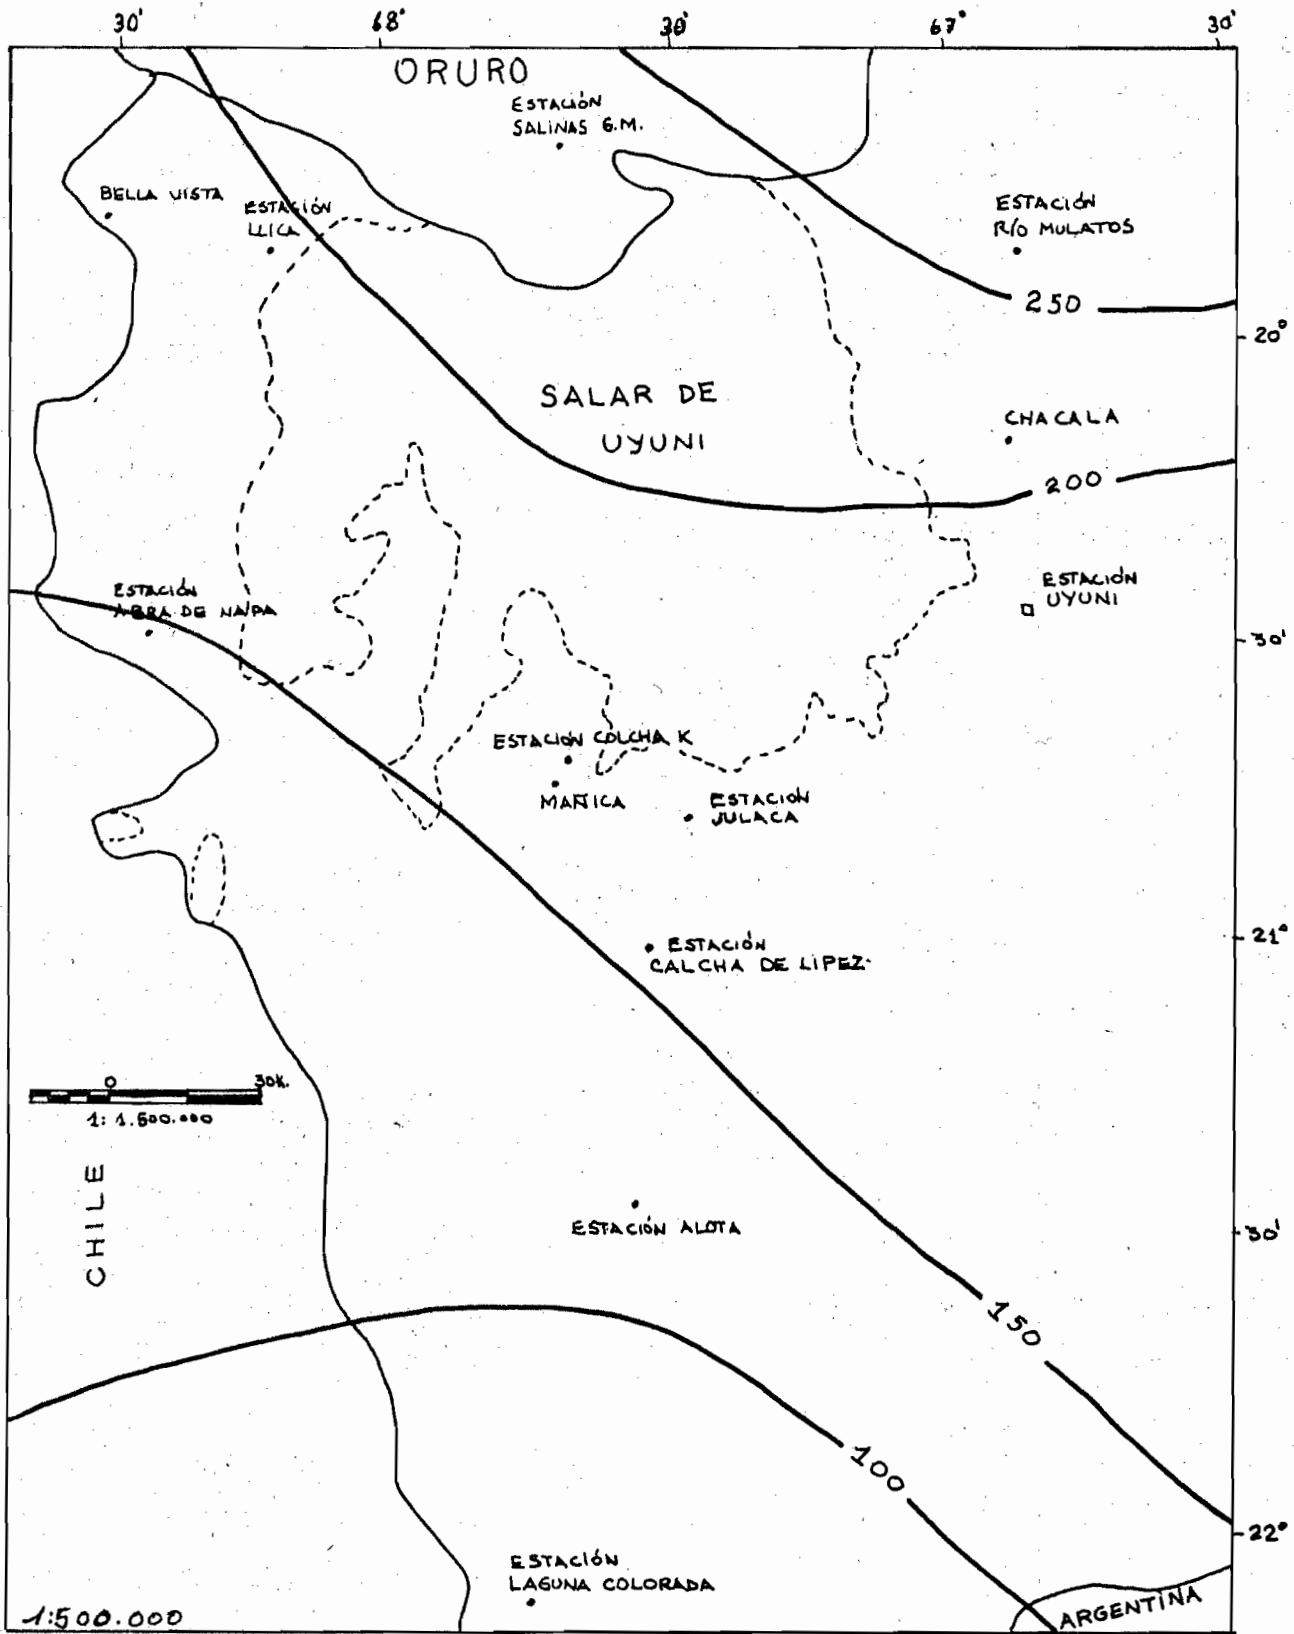 30' 68° 30' 67° 30'
ORURO
ESTACIÓN
SALINAS G.M.
BELLA VISTA
ESTACIÓN
LLICA
ESTACIÓN
RÍO MULATOS
250
20°
SALAR DE
UYUNI
CHACALA
200
ESTACIÓN
UYUNI
ESTACIÓN
ABRA DE NAPA
30'
ESTACIÓN COLCHA K
MAÑICA
ESTACIÓN
JULACA
21°
ESTACIÓN
CALCHA DE LIPEZ
0 30K.
1: 1.500.000
CHILE
ESTACIÓN ALOTA
30'
150
100
22°
ESTACIÓN
LAGUNA COLORADA
ARGENTINA
1:500.000